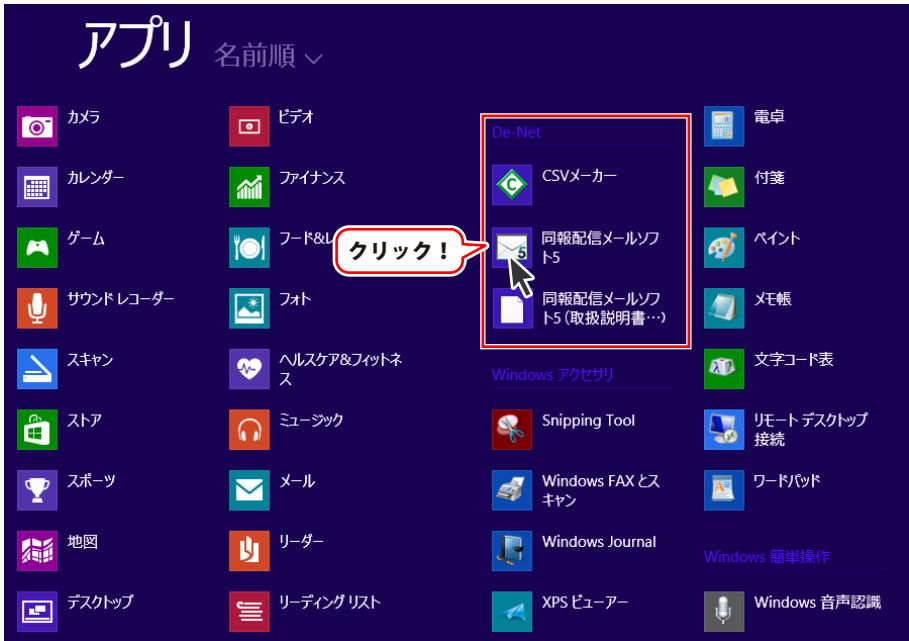 アプリ 名前順
カメラ
カレンダー
ゲーム
サウンド レコーダー
スキャン
ストア
スポーツ
地図
デスクトップ
ビデオ
ファイナンス
フード&レ
フォト
ヘルスケア&フィットネ
ス
ミュージック
メール
リーダー
リーディング リスト
クリック！
De-Net
CSVメーカー
同報配信メールソフ
ト5
同報配信メールソフ
ト5（取扱説明書…）
Windows アクセサリ
Snipping Tool
Windows FAX とス
キャン
Windows Journal
XPS ビューアー
電卓
付箋
ペイント
メモ帳
文字コード表
リモート デスクトップ
接続
ワードパッド
Windows 簡単操作
Windows 音声認識